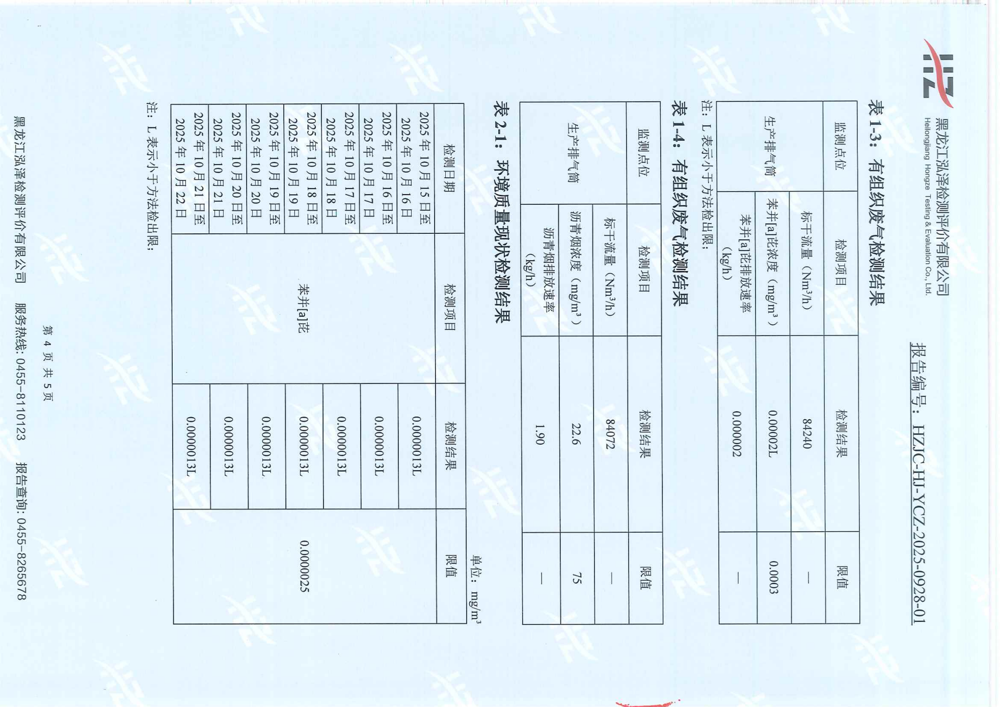 HZ
黑龙江泓泽检测评价有限公司
Heilongjiang Hongze Testing & Evaluation Co., Ltd.
报告编号：HZJC-HJ-YCZ-2025-0928-01
表 1-3：有组织废气检测结果
监测点位 检测项目 检测结果 限值
生产排气筒
标干流量（Nm³/h） 84240 —
苯并[a]芘浓度（mg/m³） 0.00002L 0.0003
苯并[a]芘排放速率
（kg/h）
0.000002 —
注：L 表示小于方法检出限；
表 1-4：有组织废气检测结果
监测点位 检测项目 检测结果 限值
生产排气筒
标干流量（Nm³/h） 84072 —
沥青烟浓度（mg/m³） 22.6 75
沥青烟排放速率
（kg/h）
1.90 —
表 2-1：环境质量现状检测结果
单位：mg/m³
检测日期 检测项目 检测结果 限值
2025 年 10 月 15 日至
2025 年 10 月 16 日
0.0000013L
2025 年 10 月 16 日至
2025 年 10 月 17 日
0.0000013L
2025 年 10 月 17 日至
2025 年 10 月 18 日
0.0000013L
2025 年 10 月 18 日至
2025 年 10 月 19 日
苯并[a]芘 0.0000013L 0.0000025
2025 年 10 月 19 日至
2025 年 10 月 20 日
0.0000013L
2025 年 10 月 20 日至
2025 年 10 月 21 日
0.0000013L
2025 年 10 月 21 日至
2025 年 10 月 22 日
0.0000013L
注：L 表示小于方法检出限；
第 4 页 共 5 页
黑龙江泓泽检测评价有限公司 服务热线：0455-8110123 报告查询：0455-8265678